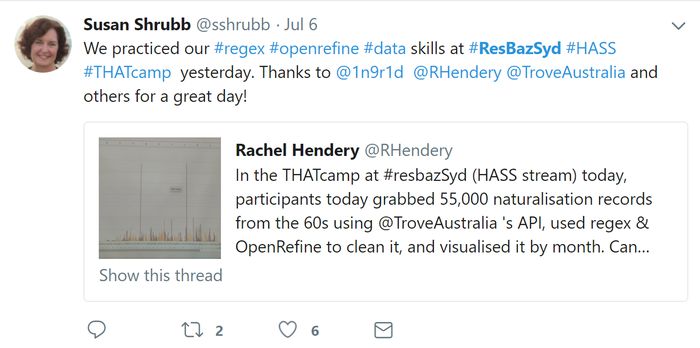 Susan Shrubb @sshrubb · Jul 6
We practiced our #regex #openrefine #data skills at #ResBazSyd #HASS
#THATcamp yesterday. Thanks to @1n9r1d @RHendery @TroveAustralia and
others for a great day!
Rachel Hendery @RHendery
In the THATcamp at #resbazSyd (HASS stream) today,
participants today grabbed 55,000 naturalisation records
from the 60s using @TroveAustralia 's API, used regex &
OpenRefine to clean it, and visualised it by month. Can...
Show this thread
2
6